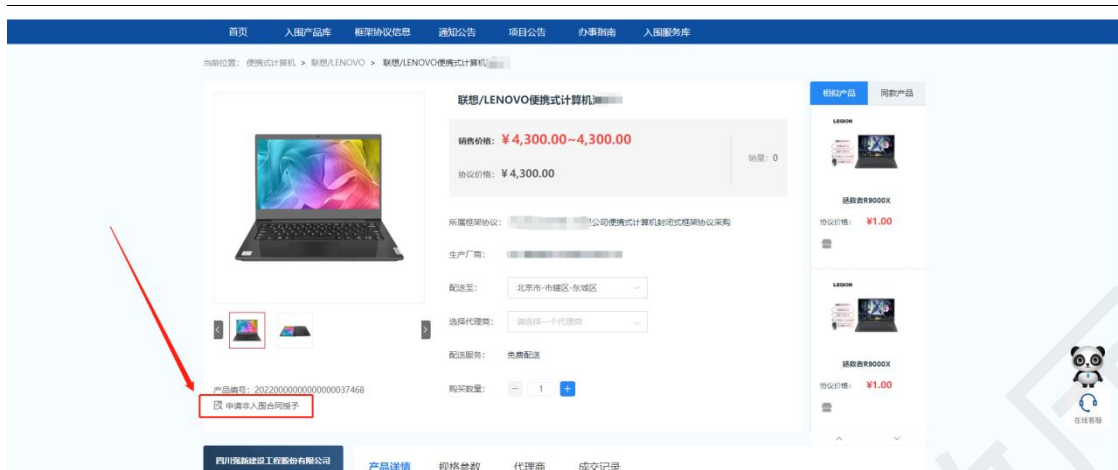 首页 入围产品库 框架协议信息 通知公告 项目公告 办事指南 入围服务库
当前位置: 便携式计算机 > 联想/LENOVO > 联想/LENOVO便携式计算机
联想/LENOVO便携式计算机
销售价格: ¥4,300.00~4,300.00
协议价格: ¥4,300.00
销量: 0
所属框架协议: 公司便携式计算机封闭式框架协议采购
生产厂商:
配送至: 北京市-市辖区-东城区
选择代理商: 请选择一个代理商
配送服务: 免费配送
购买数量: － 1 +
产品编号: 2022000000000000037468
申请非入围合同授予
相似产品 同款产品
LEGION
拯救者R9000X
协议价格: ¥1.00
LEGION
拯救者R9000X
协议价格: ¥1.00
在线客服
四川强新建设工程股份有限公司
产品详情 规格参数 代理商 成交记录